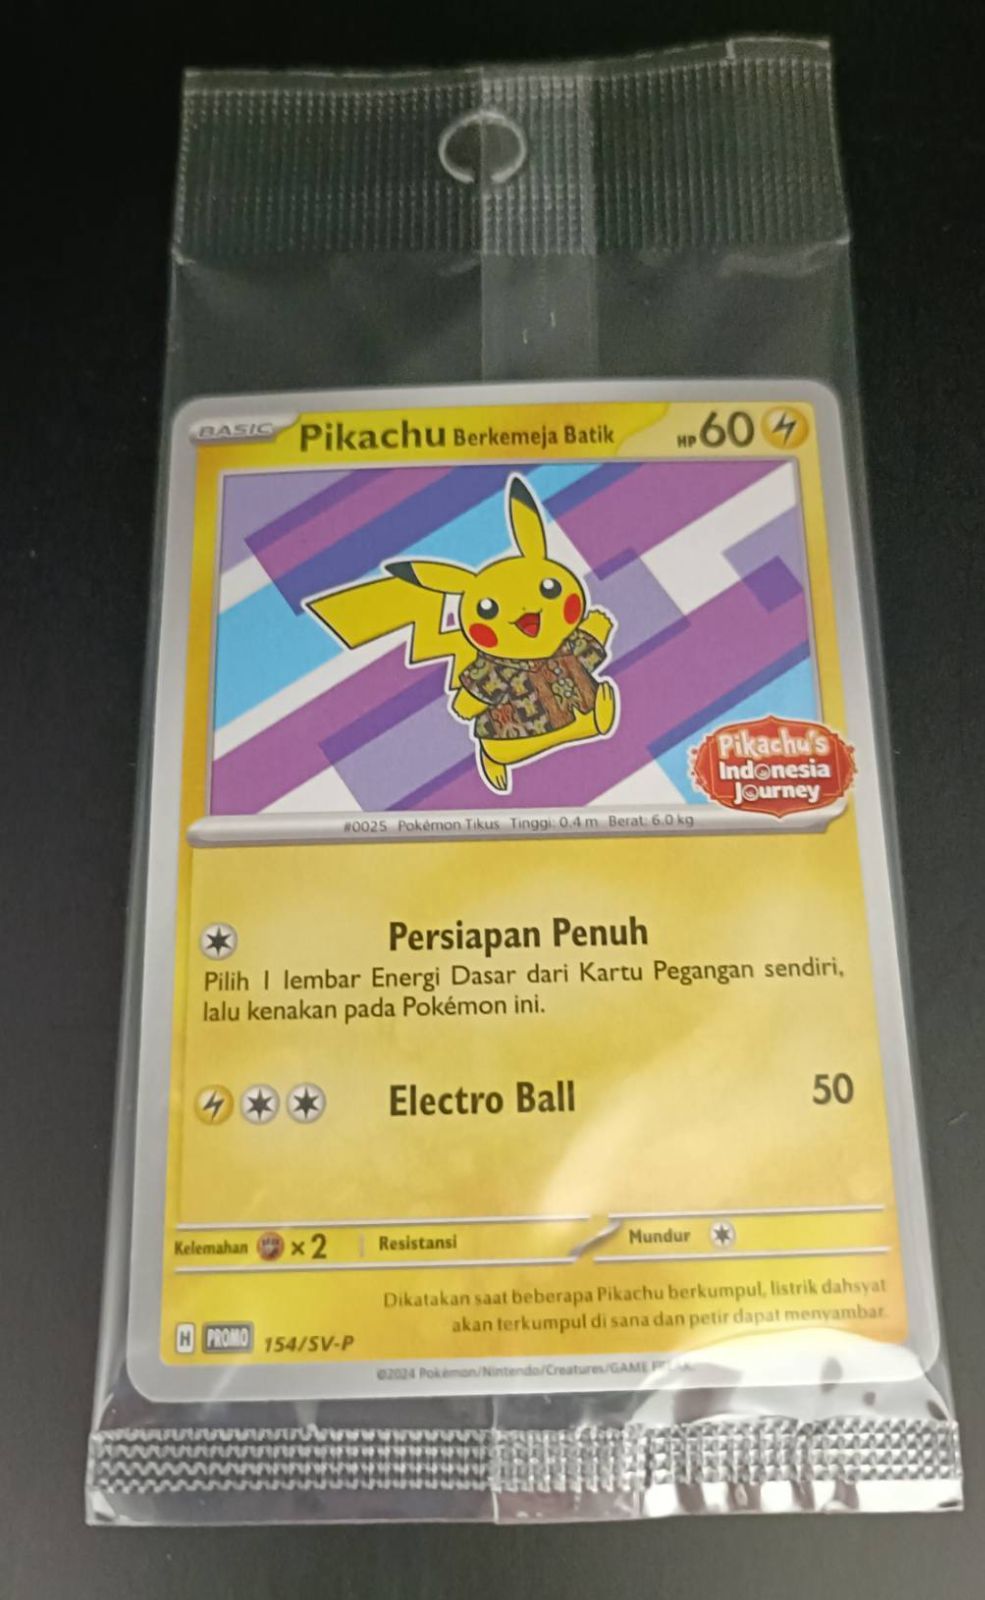 BASIC Pikachu Berkemeja Batik HP 60
Pikachu's
Indonesia
Journey
#0025 Pokémon Tikus Tinggi: 0.4 m Berat: 6.0 kg
Persiapan Penuh
Pilih 1 lembar Energi Dasar dari Kartu Pegangan sendiri,
lalu kenakan pada Pokémon ini.
Electro Ball 50
Kelemahan ×2 Resistansi Mundur
Dikatakan saat beberapa Pikachu berkumpul, listrik dahsyat
akan terkumpul di sana dan petir dapat menyambar.
H PROMO 154/SV-P
©2024 Pokémon/Nintendo/Creatures/GAME FREAK.